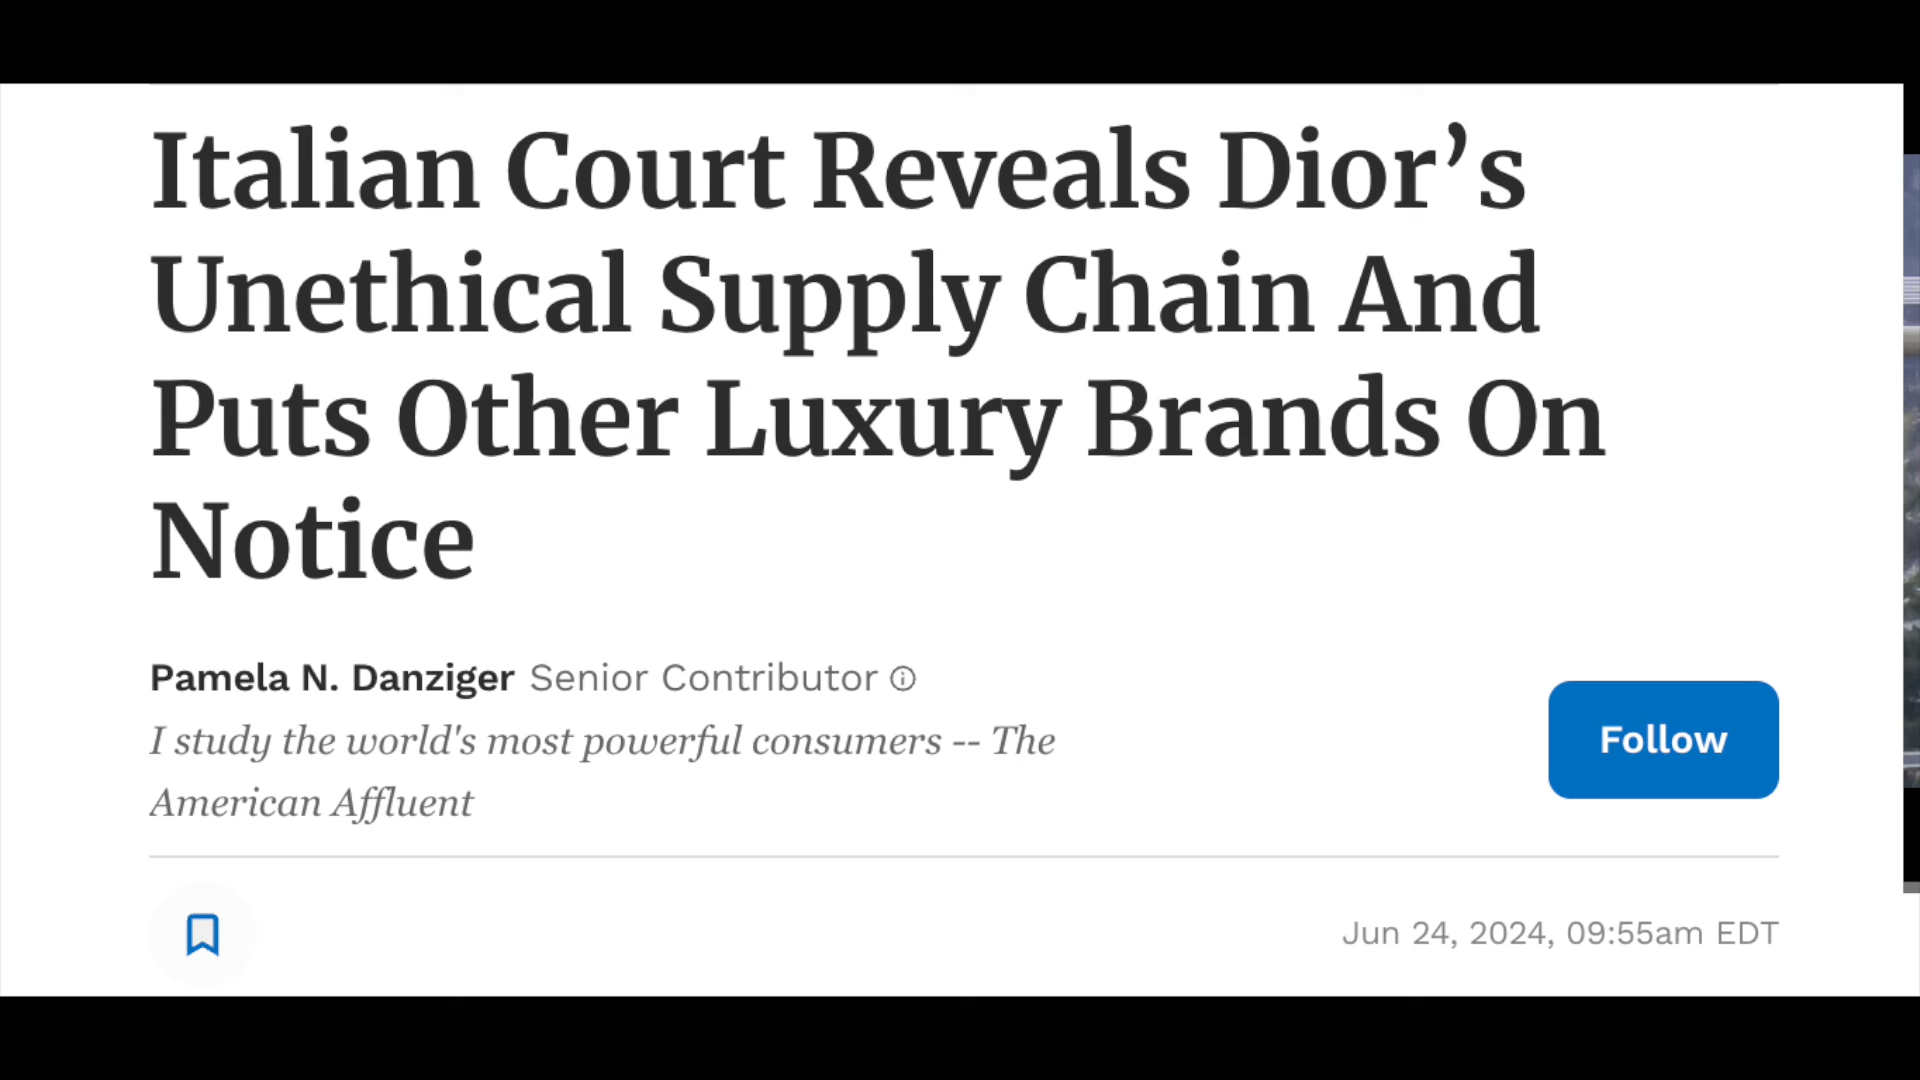 Italian Court Reveals Dior’s
Unethical Supply Chain And
Puts Other Luxury Brands On
Notice
Pamela N. Danziger Senior Contributor
I study the world's most powerful consumers -- The
American Affluent
Follow
Jun 24, 2024, 09:55am EDT